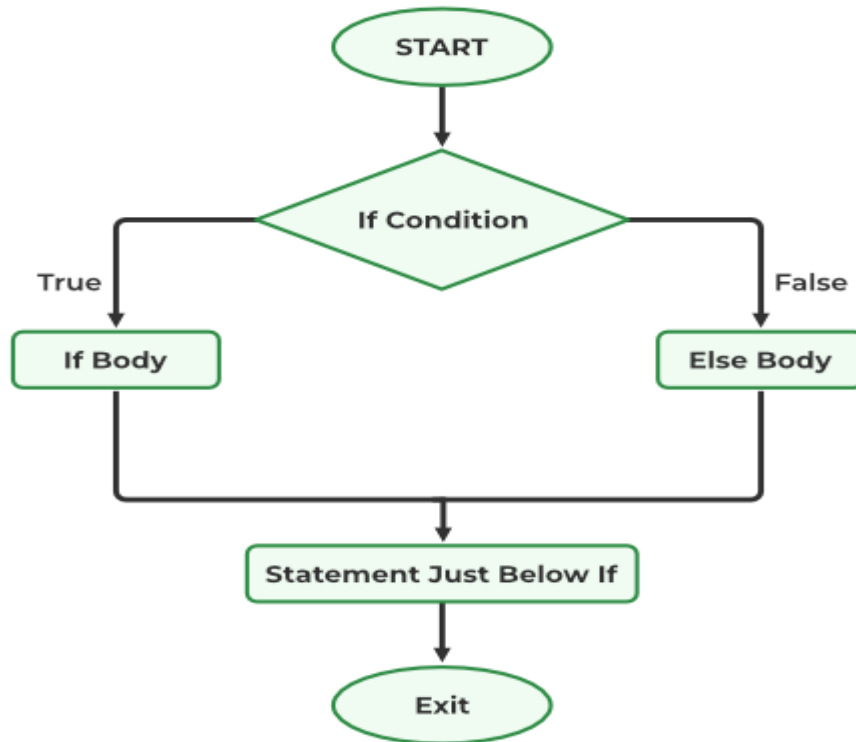 START
If Condition
True
False
If Body
Else Body
Statement Just Below If
Exit